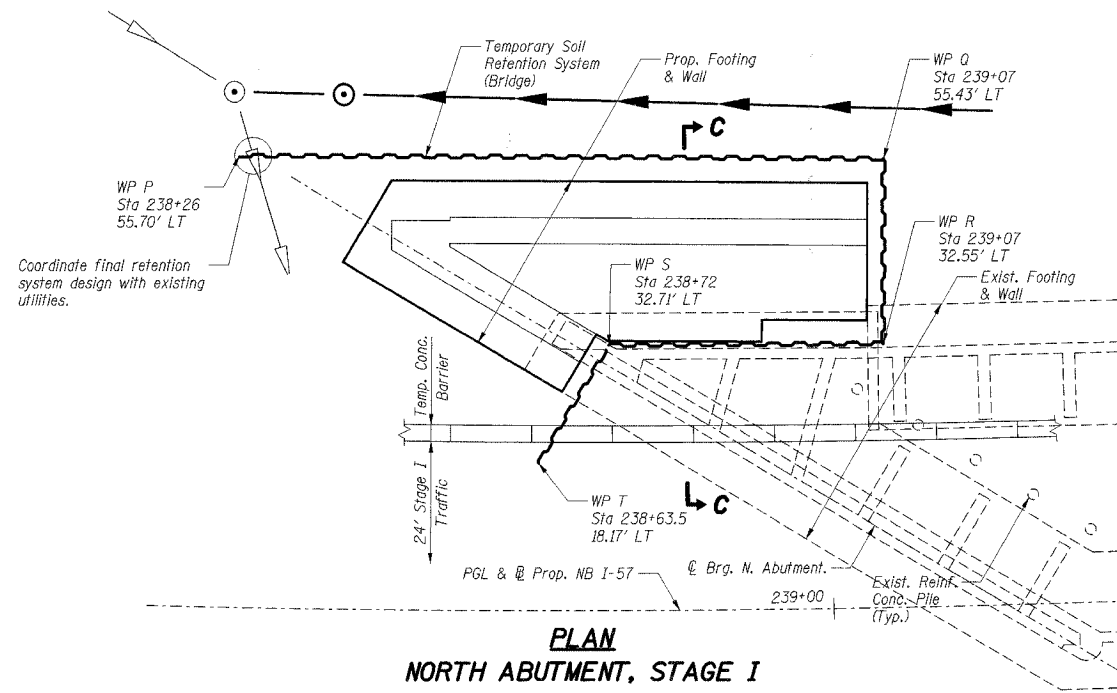 Temporary Soil
Retention System
(Bridge)
Prop. Footing
& Wall
WP Q
Sta 239+07
55.43' LT
C
WP P
Sta 238+26
55.70' LT
Coordinate final retention
system design with existing
utilities.
WP S
Sta 238+72
32.71' LT
WP R
Sta 239+07
32.55' LT
Exist. Footing
& Wall
Temp. Conc.
Barrier
24' Stage I
Traffic
WP T
Sta 238+63.5
18.17' LT
C
PGL & ⅊ Prop. NB I-57
℄ Brg. N. Abutment.
239+00
Exist. Reinf.
Conc. Pile
(Typ.)
PLAN
NORTH ABUTMENT, STAGE I